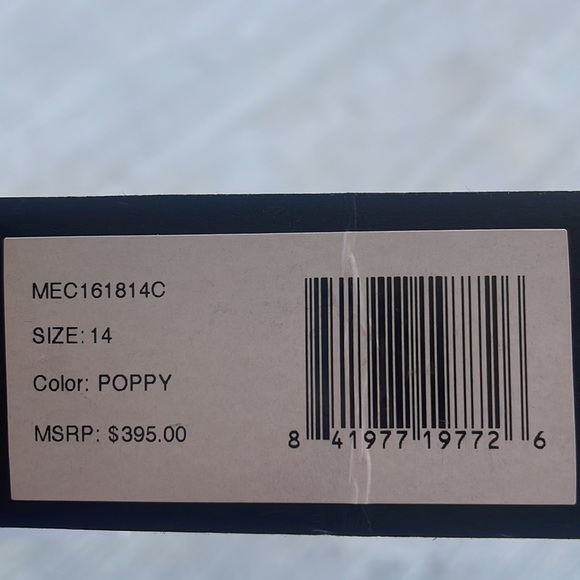 MEC161814C
SIZE: 14
Color: POPPY
MSRP: $395.00
8 41977 19772 6